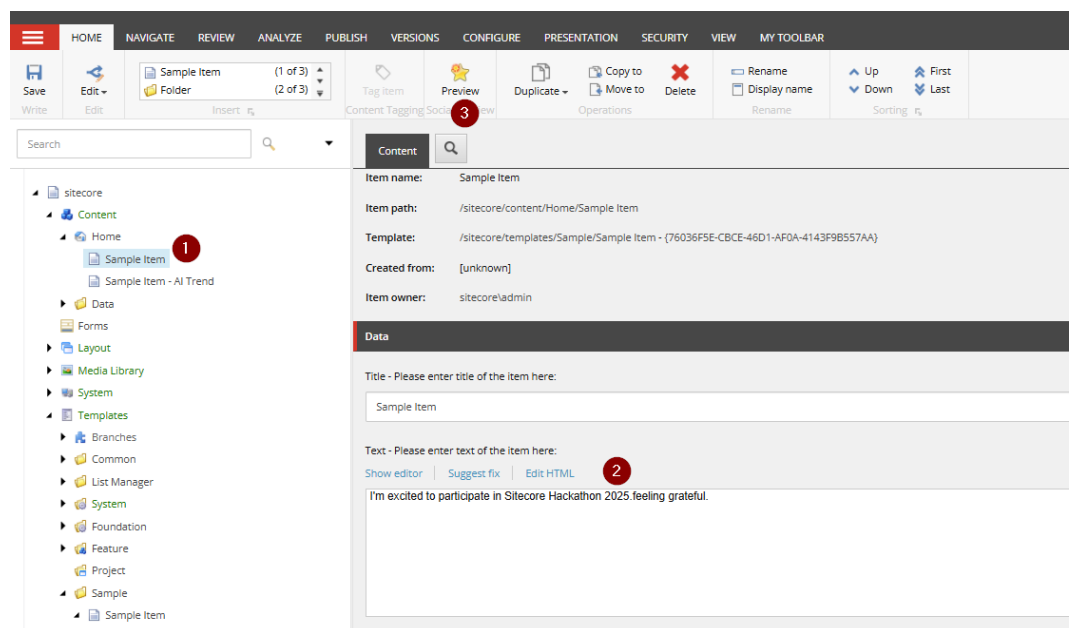 HOME NAVIGATE REVIEW ANALYZE PUBLISH VERSIONS CONFIGURE PRESENTATION SECURITY VIEW MY TOOLBAR
Sample Item (1 of 3)
Folder (2 of 3)
Save Edit Tag item Preview Duplicate Copy to Move to Delete Rename Display name Up Down First Last
Write Edit Insert Content Tagging Social view Operations Rename Sorting
3
Search
Content
sitecore
Content
Home
1
Sample Item
Sample Item - AI Trend
Data
Forms
Layout
Media Library
System
Templates
Branches
Common
List Manager
System
Foundation
Feature
Project
Sample
Sample Item
Item name: Sample Item
Item path: /sitecore/content/Home/Sample Item
Template: /sitecore/templates/Sample/Sample Item - {76036F5E-CBCE-46D1-AF0A-4143F9B557AA}
Created from: [unknown]
Item owner: sitecore\admin
Data
Title - Please enter title of the item here:
Sample Item
Text - Please enter text of the item here:
Show editor Suggest fix Edit HTML
2
I'm excited to participate in Sitecore Hackathon 2025.feeling grateful.